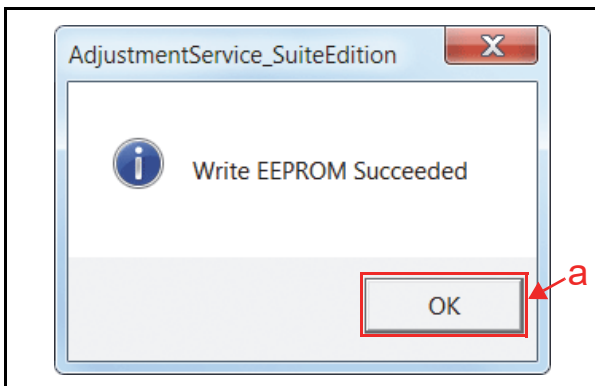 AdjustmentService_SuiteEdition
Write EEPROM Succeeded
a
OK